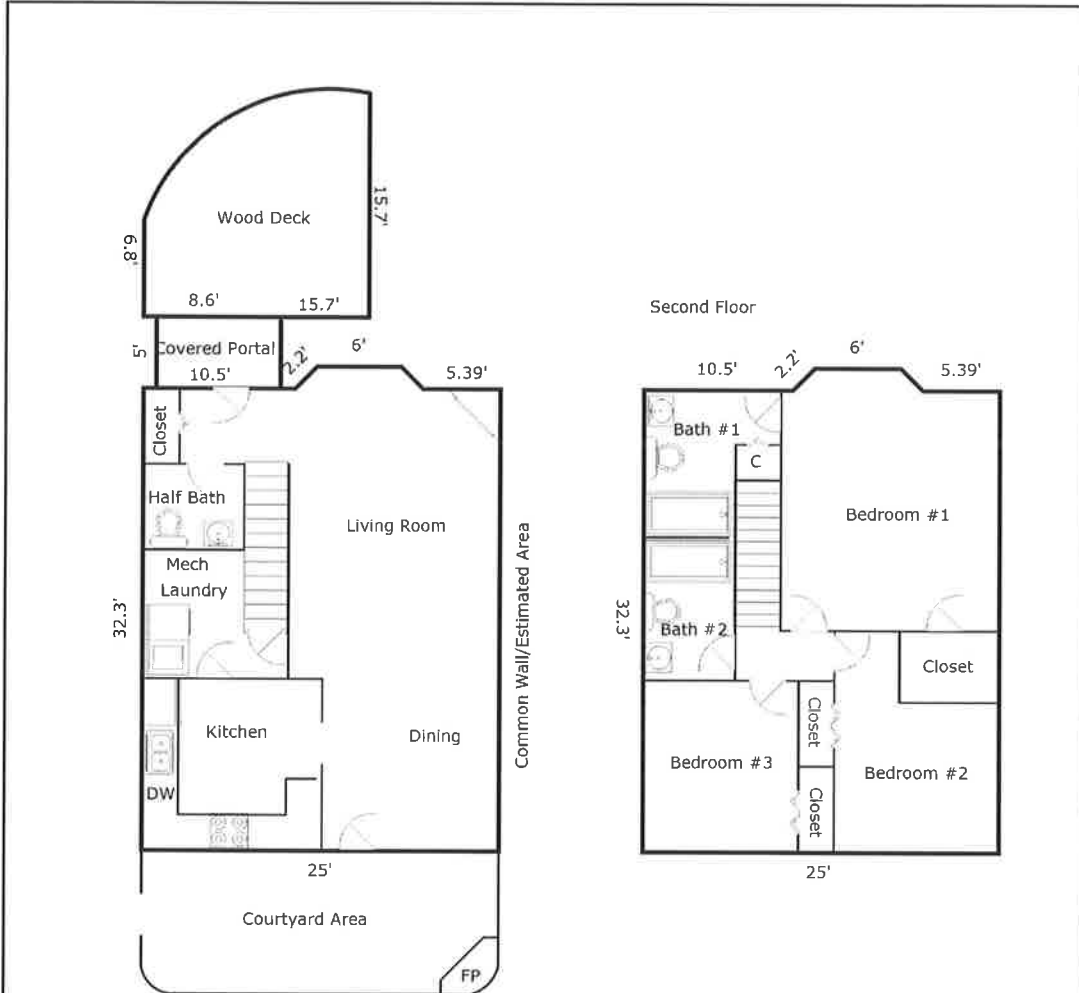 Wood Deck
15.7'
6.8'
8.6'
15.7'
5'
Covered Portal
10.5'
2.2'
6'
5.39'
Closet
Half Bath
Living Room
Mech
Laundry
32.3'
Common Wall/Estimated Area
Kitchen
Dining
DW
25'
Courtyard Area
FP
Second Floor
10.5'
2.2'
6'
5.39'
Bath #1
C
Bedroom #1
32.3'
Bath #2
Closet
Closet
Bedroom #3
Bedroom #2
Closet
25'